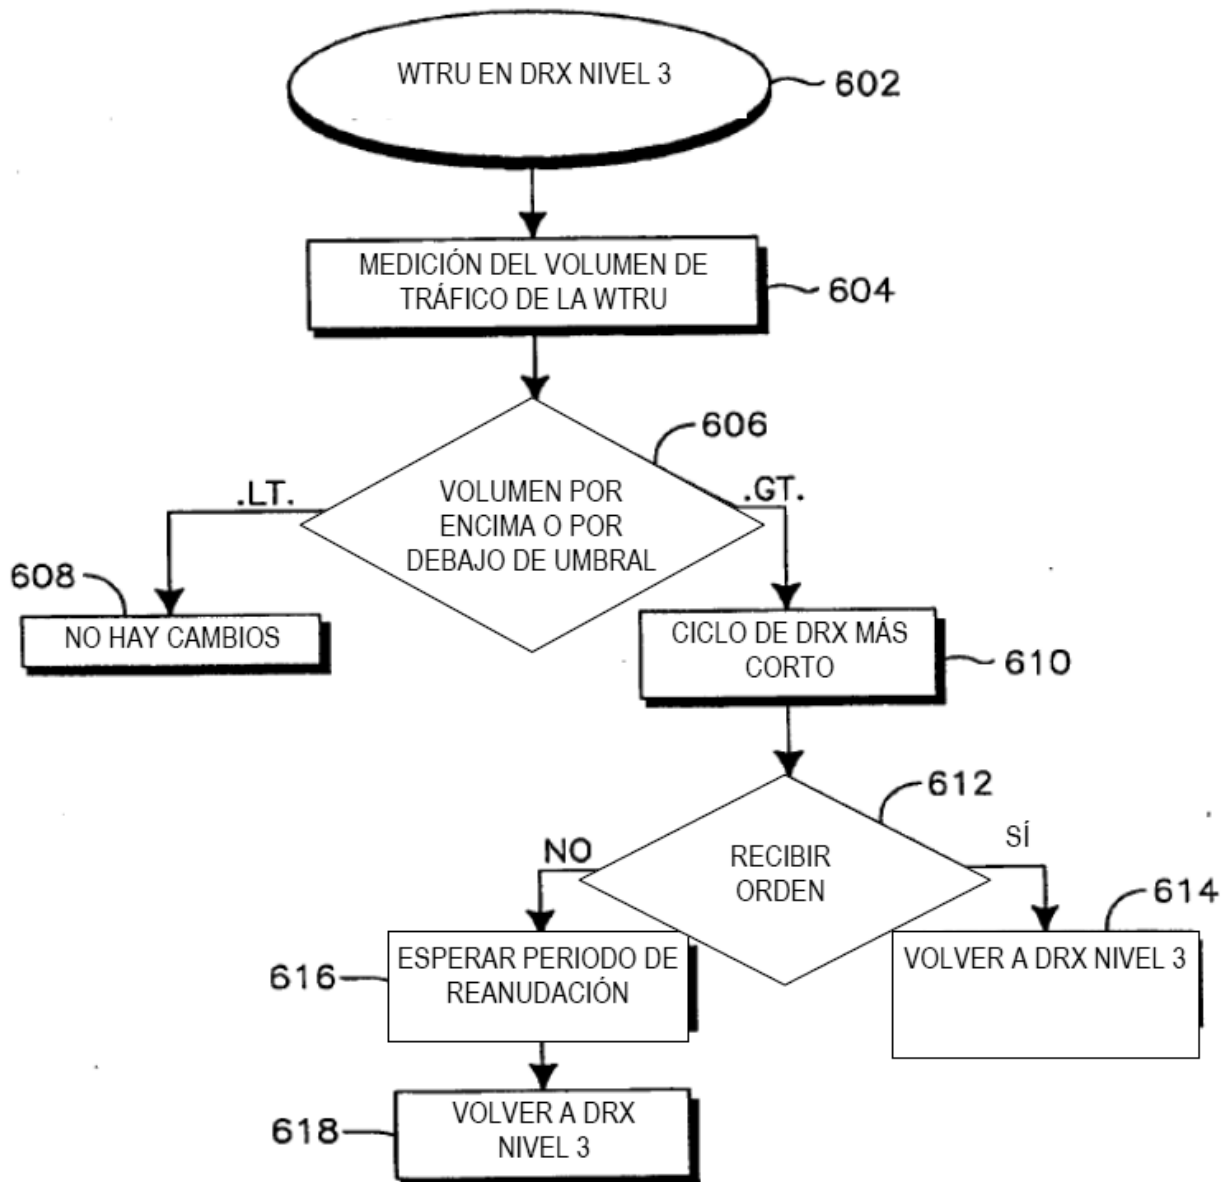 WTRU EN DRX NIVEL 3
602
MEDICIÓN DEL VOLUMEN DE
TRÁFICO DE LA WTRU
604
606
.LT.
.GT.
VOLUMEN POR
ENCIMA O POR
DEBAJO DE UMBRAL
608
NO HAY CAMBIOS
CICLO DE DRX MÁS
CORTO
610
612
NO
SÍ
RECIBIR
ORDEN
614
616
ESPERAR PERIODO DE
REANUDACIÓN
VOLVER A DRX NIVEL 3
618
VOLVER A DRX
NIVEL 3